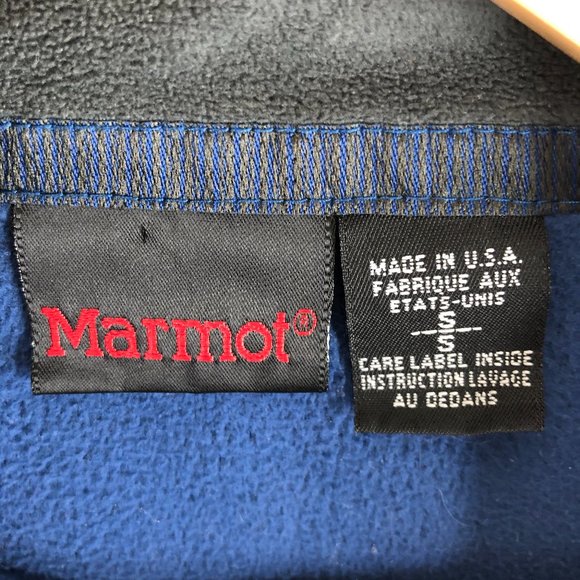 Marmot®
MADE IN U.S.A.
FABRIQUE AUX
ETATS-UNIS
S
S
CARE LABEL INSIDE
INSTRUCTION LAVAGE
AU DEDANS